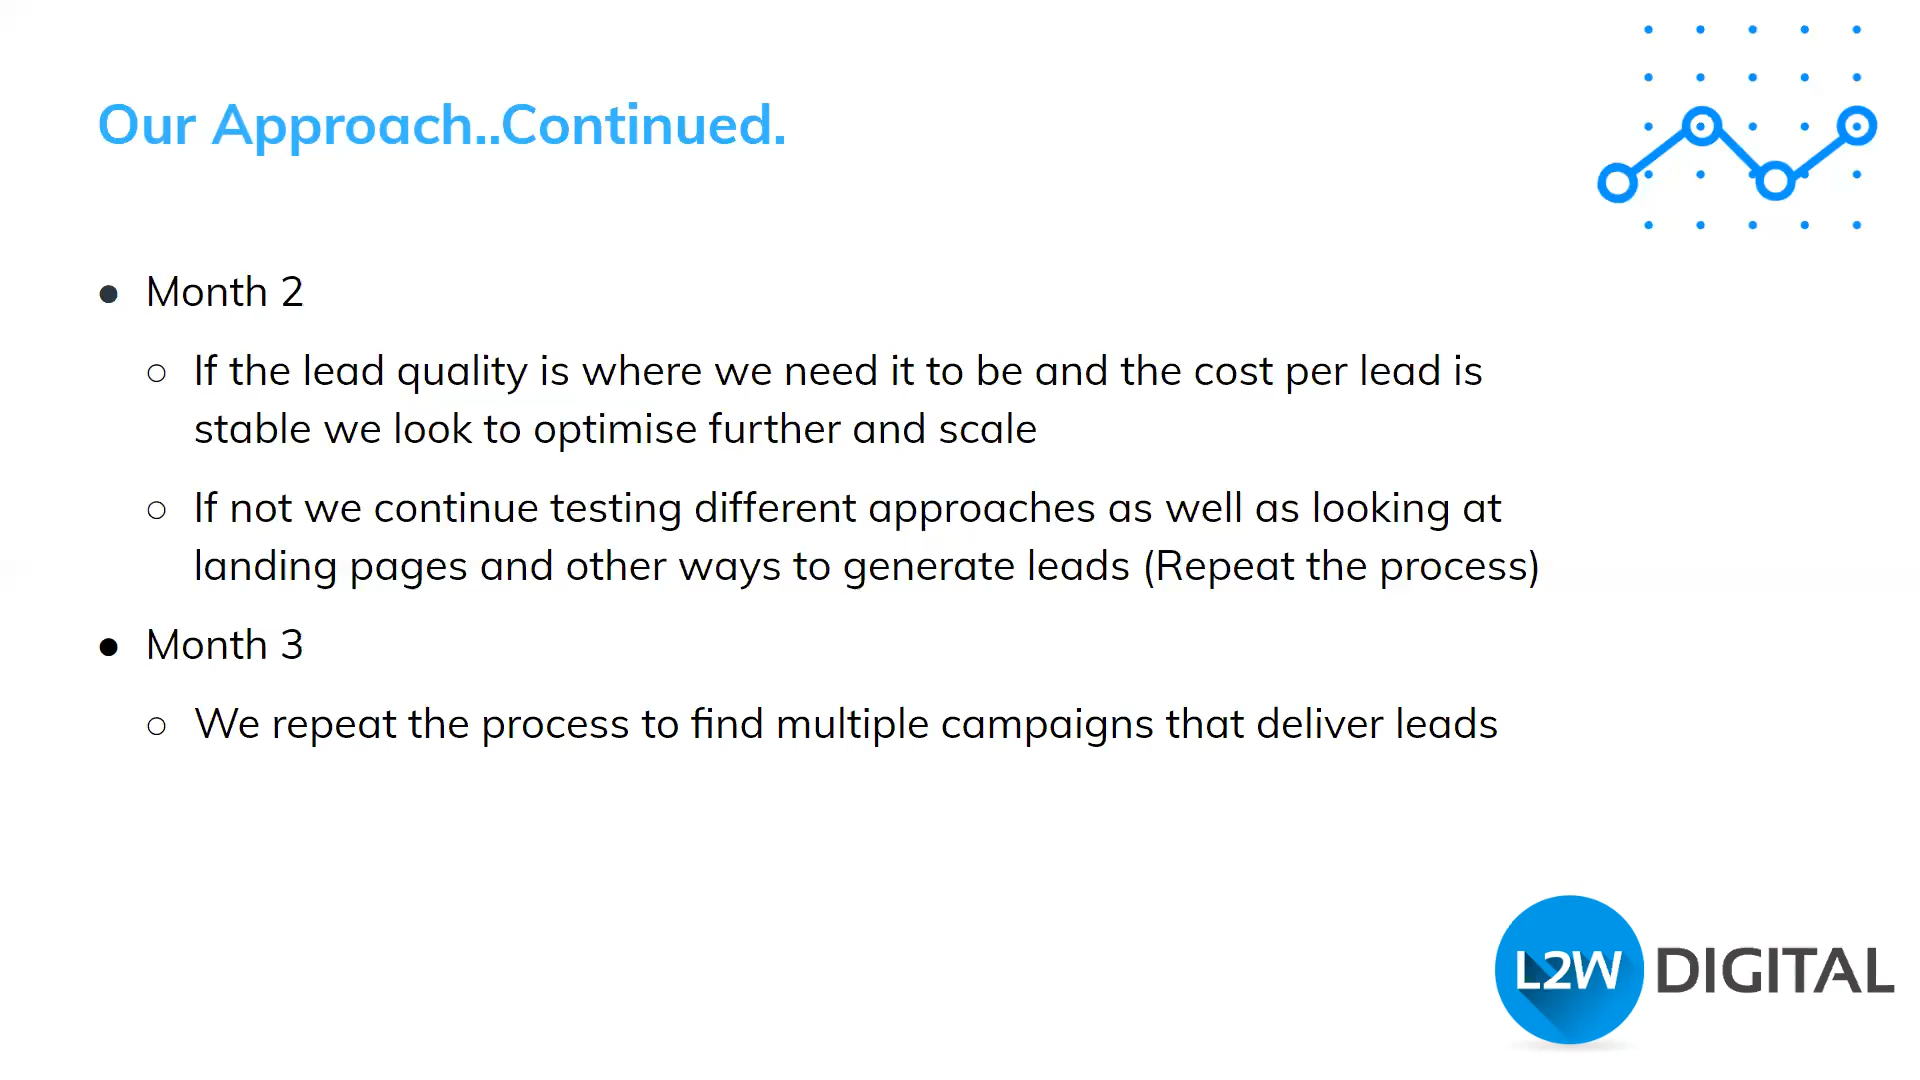 Our Approach..Continued.
● Month 2
○ If the lead quality is where we need it to be and the cost per lead is
stable we look to optimise further and scale
○ If not we continue testing different approaches as well as looking at
landing pages and other ways to generate leads (Repeat the process)
● Month 3
○ We repeat the process to find multiple campaigns that deliver leads
L2W DIGITAL